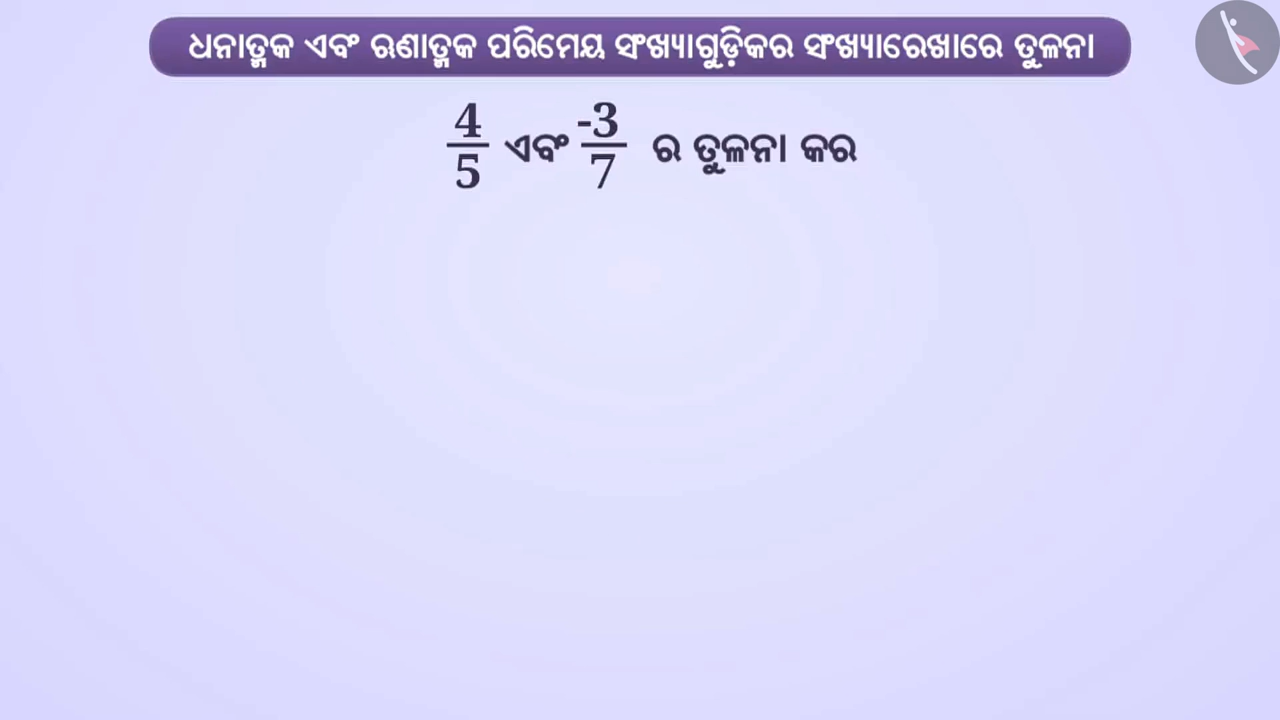 ଧନାତ୍ମକ ଏବଂ ଋଣାତ୍ମକ ପରିମେୟ ସଂଖ୍ୟାଗୁଡ଼ିକର ସଂଖ୍ୟାରେଖାରେ ତୁଳନା
4/5 ଏବଂ -3/7 ର ତୁଳନା କର